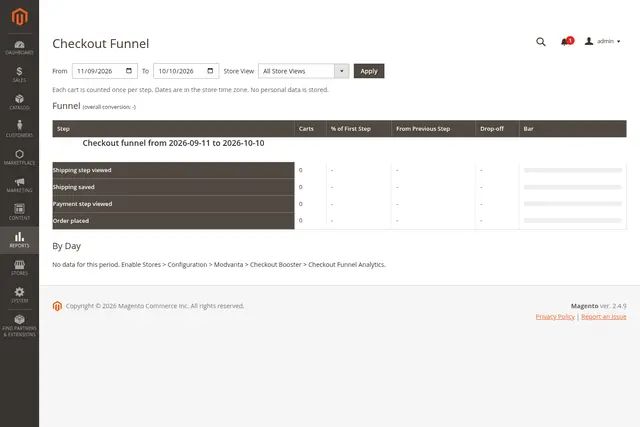 Checkout Funnel
1
admin
From 11/09/2026 To 10/10/2026 Store View All Store Views Apply
Each cart is counted once per step. Dates are in the store time zone. No personal data is stored.
Funnel (overall conversion: -)
Step Carts % of First Step From Previous Step Drop-off Bar
Checkout funnel from 2026-09-11 to 2026-10-10
Shipping step viewed 0 - - -
Shipping saved 0 - - -
Payment step viewed 0 - - -
Order placed 0 - - -
By Day
No data for this period. Enable Stores > Configuration > Modvanta > Checkout Booster > Checkout Funnel Analytics.
Copyright © 2026 Magento Commerce Inc. All rights reserved.
Magento ver. 2.4.9
Privacy Policy | Report an Issue
DASHBOARD
$
SALES
CATALOG
CUSTOMERS
MARKETPLACE
MARKETING
CONTENT
REPORTS
STORES
SYSTEM
FIND PARTNERS
& EXTENSIONS